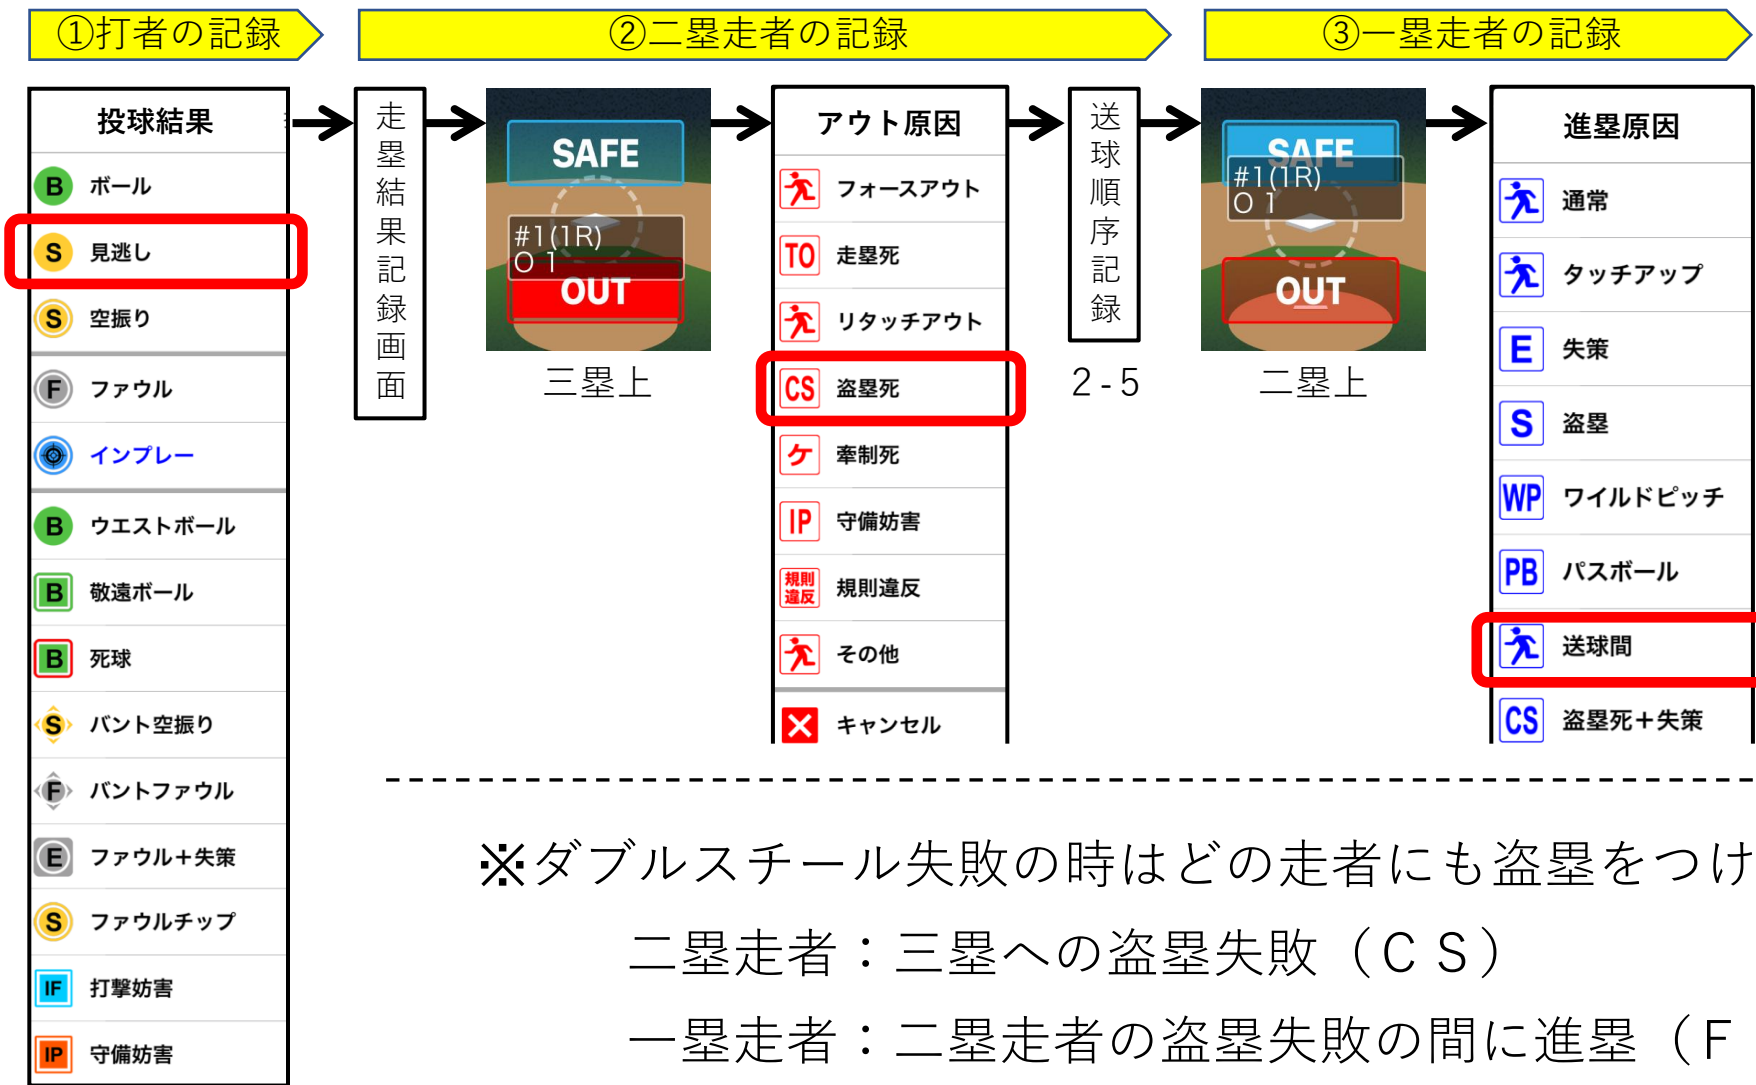 ①打者の記録
②二塁走者の記録
③一塁走者の記録
投球結果
B ボール
S 見逃し
S 空振り
F ファウル
インプレー
B ウエストボール
B 敬遠ボール
B 死球
S バント空振り
F バントファウル
E ファウル+失策
S ファウルチップ
IF 打撃妨害
IP 守備妨害
走塁結果記録画面
SAFE
#1(1R)
O 1
OUT
三塁上
アウト原因
フォースアウト
TO 走塁死
リタッチアウト
CS 盗塁死
ケ 牽制死
IP 守備妨害
規則違反 規則違反
その他
キャンセル
送球順序記録
2-5
SAFE
#1(1R)
O 1
OUT
二塁上
進塁原因
通常
タッチアップ
E 失策
S 盗塁
WP ワイルドピッチ
PB パスボール
送球間
CS 盗塁死+失策
※ダブルスチール失敗の時はどの走者にも盗塁をつけ
二塁走者：三塁への盗塁失敗（ＣＳ）
一塁走者：二塁走者の盗塁失敗の間に進塁（Ｆ